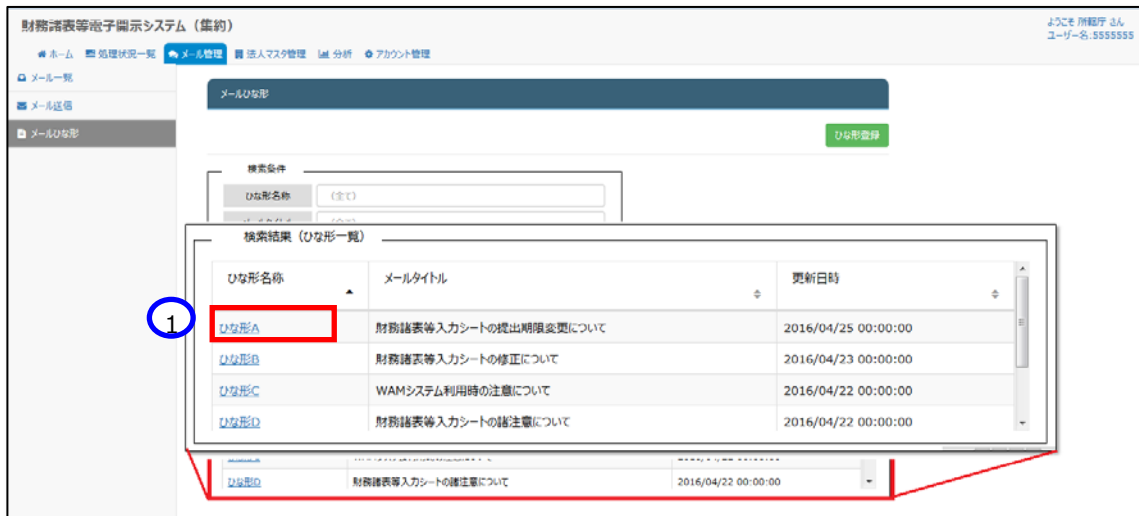 財務諸表等電子開示システム（集約）
ようこそ 所轄庁 さん
ユーザー名:5555555
ホーム 処理状況一覧 メール管理 法人マスタ管理 分析 アカウント管理
メール一覧
メール送信
メールひな形
メールひな形
ひな形登録
検索条件
ひな形名称 (全て)
検索結果（ひな形一覧）
ひな形名称 メールタイトル 更新日時
1
ひな形A 財務諸表等入力シートの提出期限変更について 2016/04/25 00:00:00
ひな形B 財務諸表等入力シートの修正について 2016/04/23 00:00:00
ひな形C WAMシステム利用時の注意について 2016/04/22 00:00:00
ひな形D 財務諸表等入力シートの諸注意について 2016/04/22 00:00:00
ひな形D 財務諸表等入力シートの諸注意について 2016/04/22 00:00:00